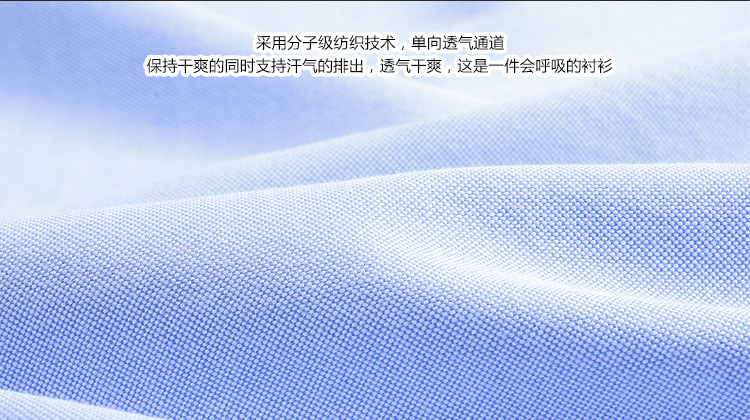 采用分子级纺织技术，单向透气通道
保持干爽的同时支持汗气的排出，透气干爽，这是一件会呼吸的衬衫